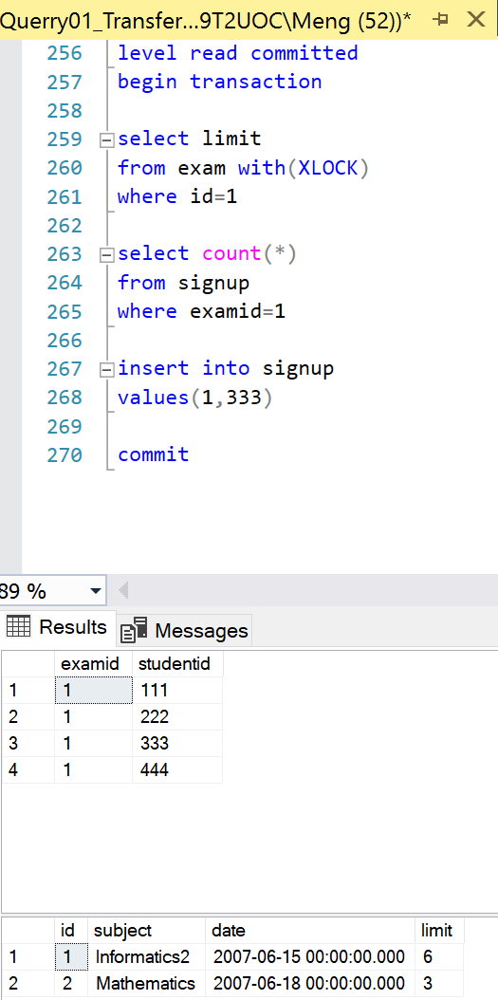 Querry01_Transfer...9T2UOC\Meng (52))*
256 level read committed
257 begin transaction
258
259 select limit
260 from exam with(XLOCK)
261 where id=1
262
263 select count(*)
264 from signup
265 where examid=1
266
267 insert into signup
268 values(1,333)
269
270 commit
89 %
Results Messages
examid studentid
1 1 111
2 1 222
3 1 333
4 1 444
id subject date limit
1 1 Informatics2 2007-06-15 00:00:00.000 6
2 2 Mathematics 2007-06-18 00:00:00.000 3